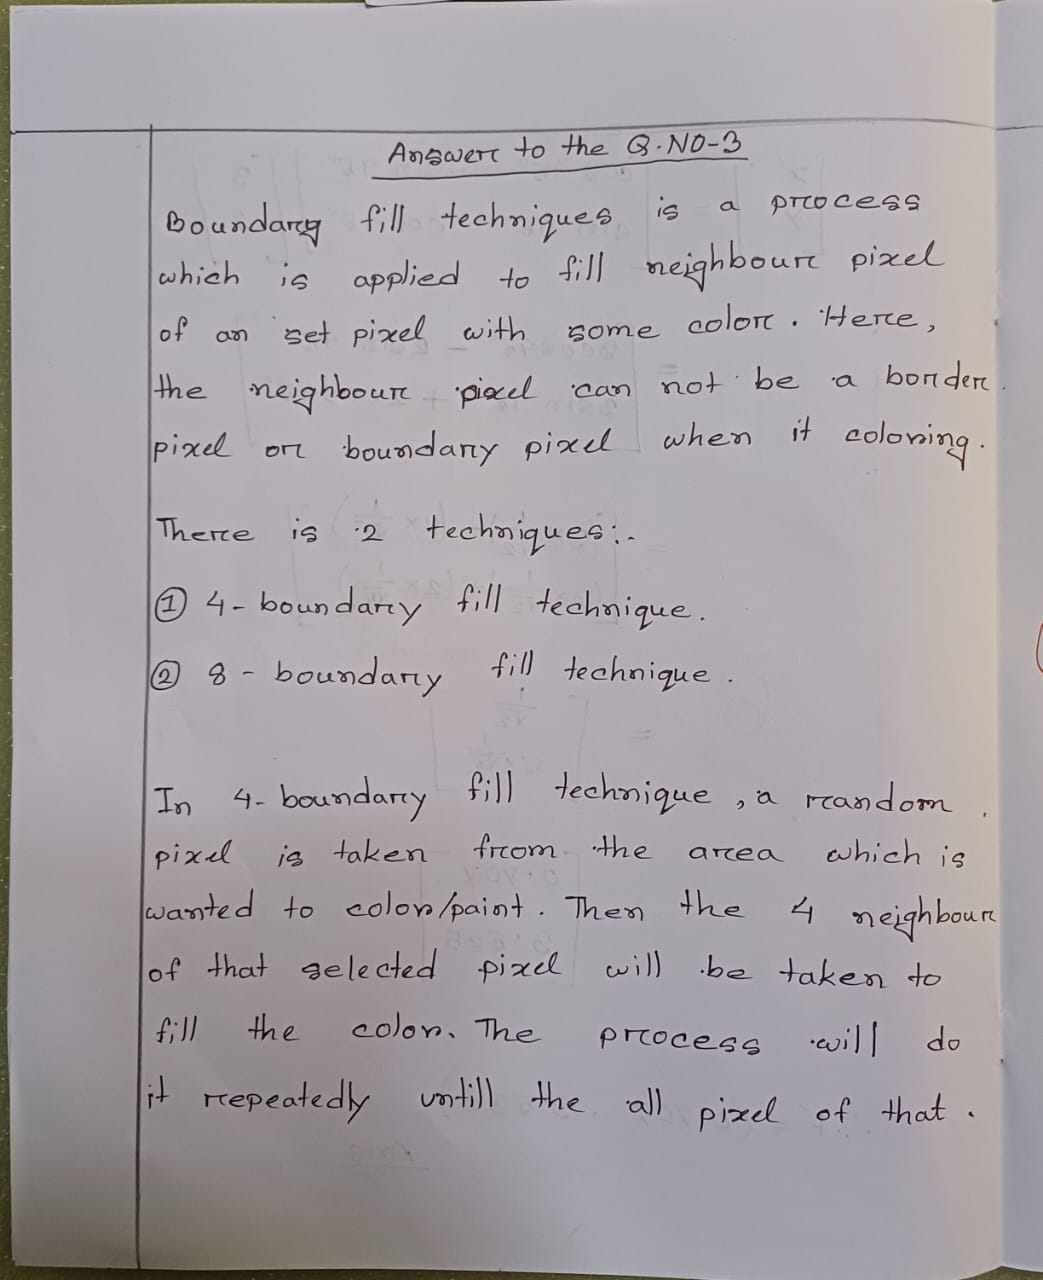 Answer to the Q.NO-3
Boundary fill techniques is a process
which is applied to fill neighbour pixel
of an set pixel with some color. Here,
the neighbour pixel can not be a border
pixel or boundary pixel when it coloring.
There is 2 techniques:-
① 4-boundary fill technique.
② 8-boundary fill technique.
In 4-boundary fill technique, a random
pixel is taken from the area which is
wanted to color/paint. Then the 4 neighbour
of that selected pixel will be taken to
fill the color. The process will do
it repeatedly untill the all pixel of that.